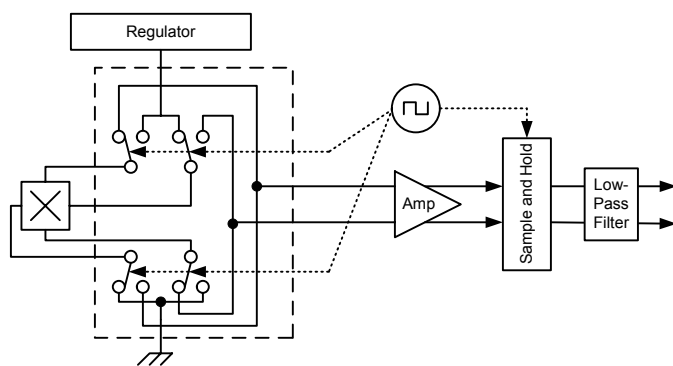 Regulator
Amp
Sample and Hold
Low-
Pass
Filter